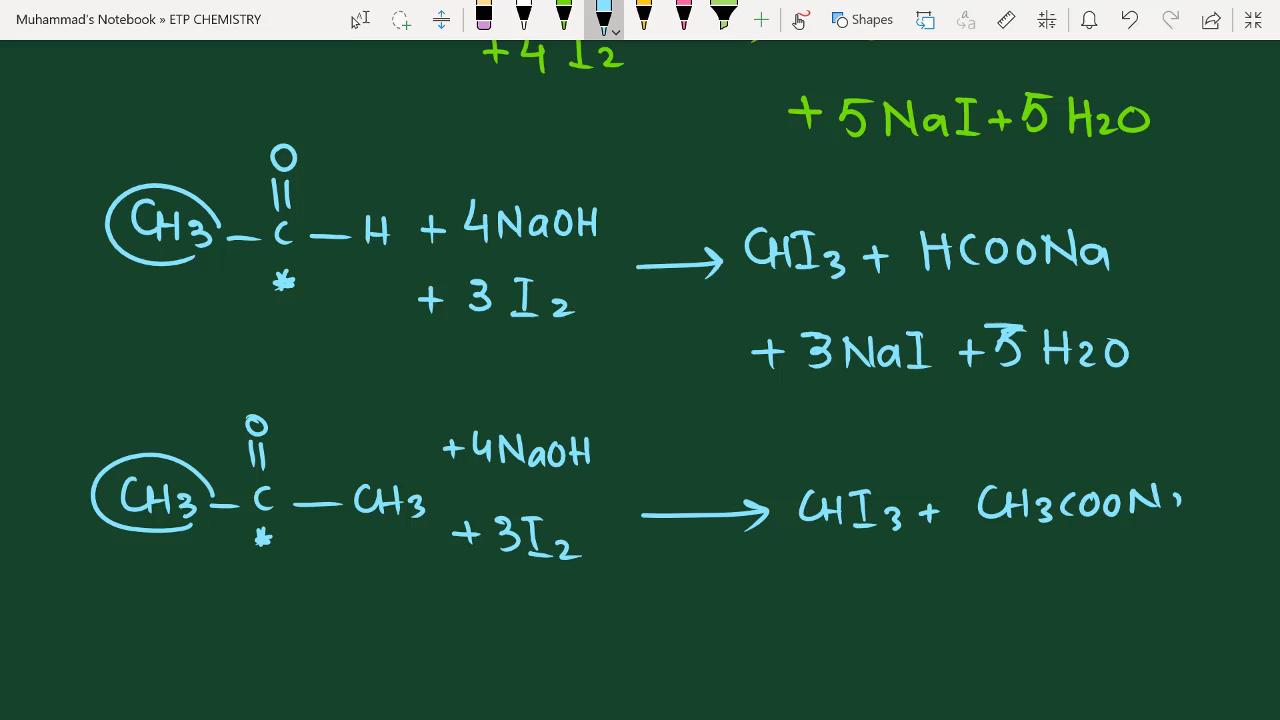 Muhammad's Notebook » ETP CHEMISTRY
Shapes
+4 I2
+ 5 NaI + 5 H2O
O
||
CH3 — C — H + 4NaOH
*
+ 3 I2
CHI3 + HCOONa
+ 3 NaI + 3 H2O
O
||
CH3 — C — CH3 +4NaOH
*
+ 3I2
CHI3 + CH3COON